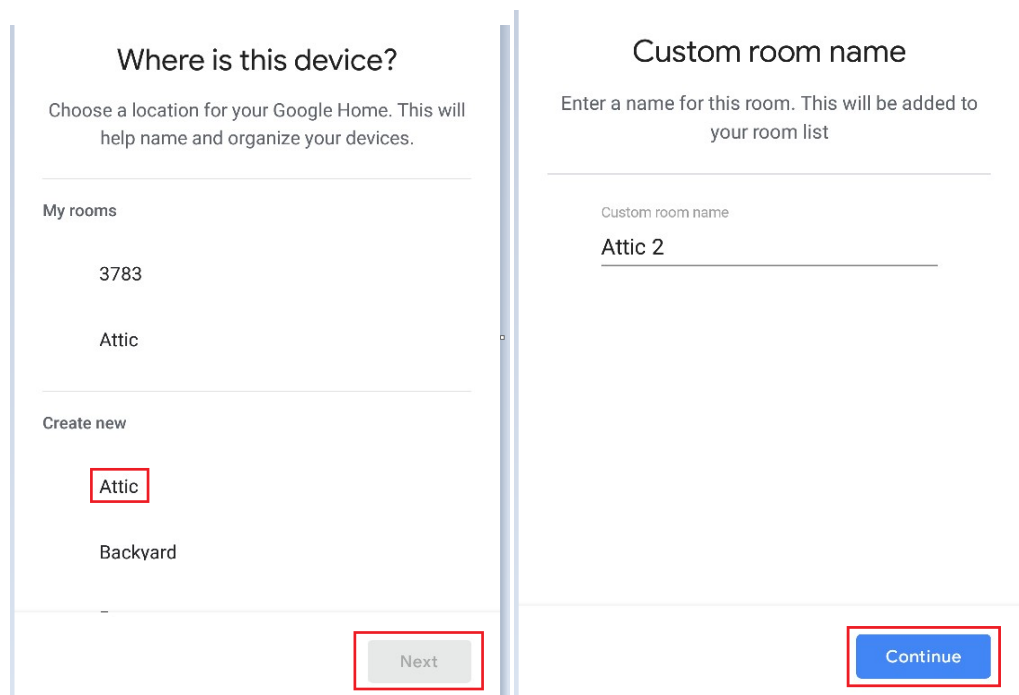 Where is this device?
Choose a location for your Google Home. This will
help name and organize your devices.
My rooms
3783
Attic
Create new
Attic
Backyard
Next
Custom room name
Enter a name for this room. This will be added to
your room list
Custom room name
Attic 2
Continue